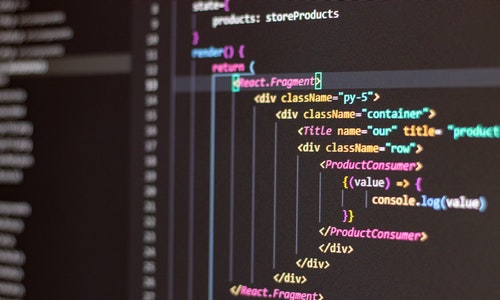 state={
products: storeProducts
}
render() {
return (
<React.Fragment>
<div className="py-5">
<div className="container">
<Title name="our" title= "product
<div className="row">
<ProductConsumer>
{(value) => {
console.log(value)
}}
</ProductConsumer>
</div>
</div>
</div>
</React.Fragment>